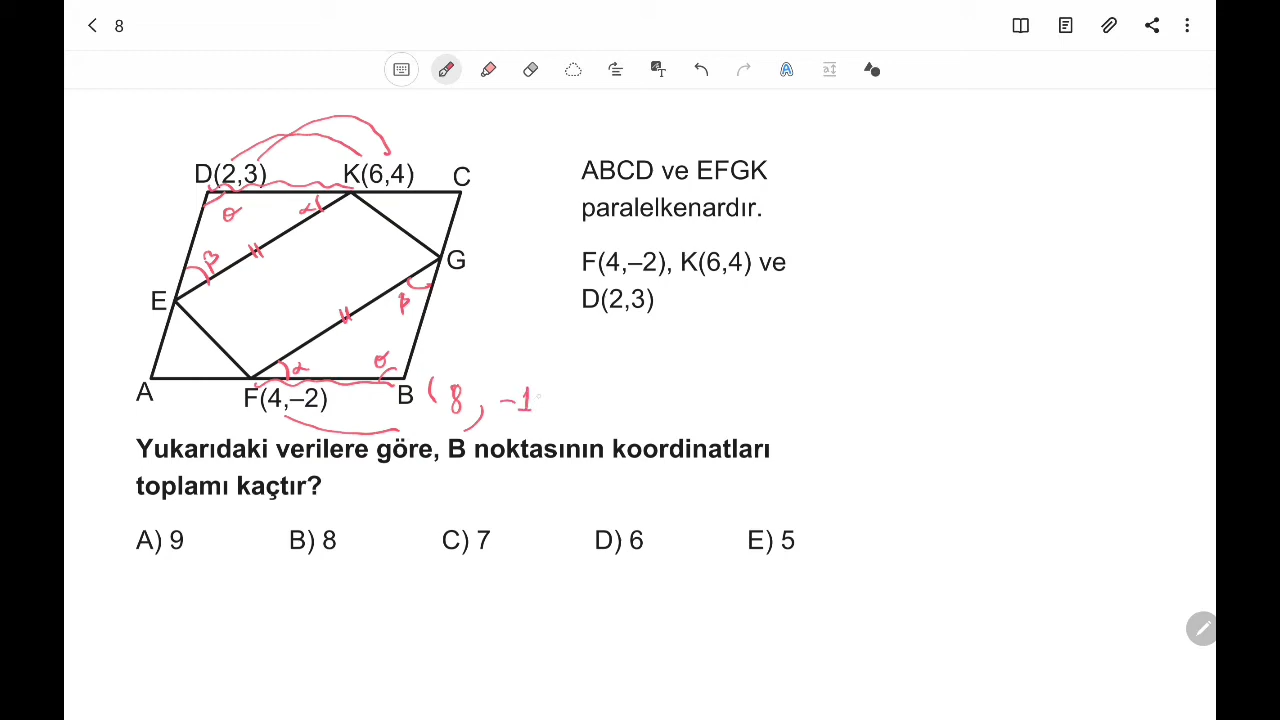 8
D(2,3) K(6,4) C
σ α
β
G
E β
α σ
A F(4,–2) B (8, -1
ABCD ve EFGK
paralelkenardır.
F(4,–2), K(6,4) ve
D(2,3)
Yukarıdaki verilere göre, B noktasının koordinatları
toplamı kaçtır?
A) 9 B) 8 C) 7 D) 6 E) 5